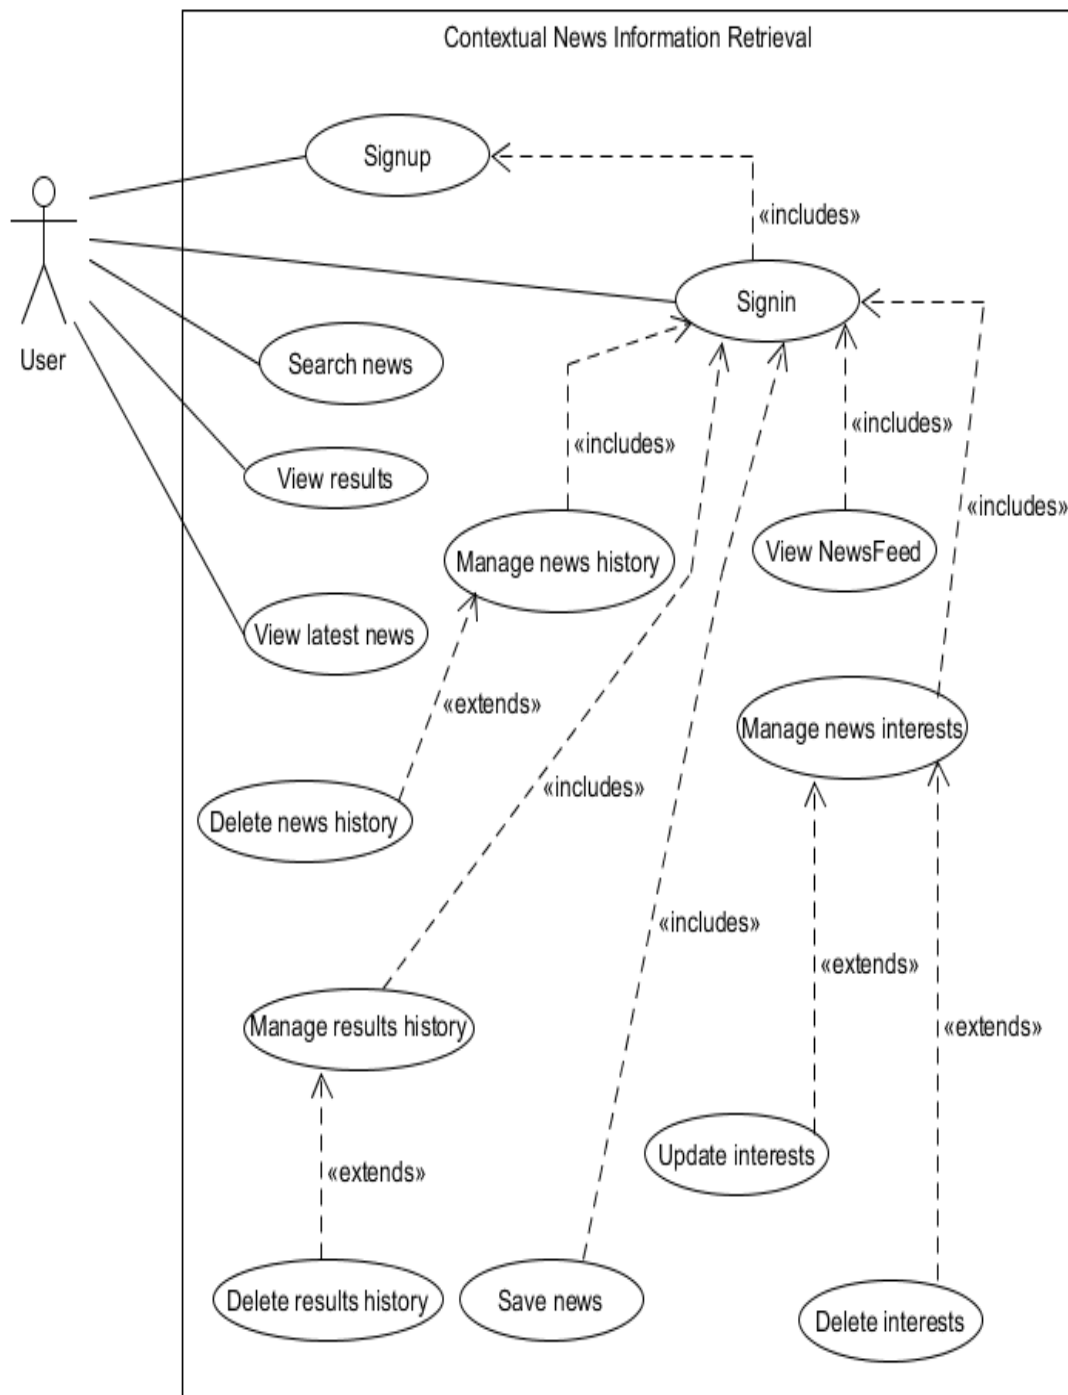 Contextual News Information Retrieval
Signup
«includes»
Signin
User
Search news
«includes»
«includes»
View results
«includes»
Manage news history
View NewsFeed
View latest news
«extends»
Manage news interests
«includes»
Delete news history
«includes»
«extends»
Manage results history
«extends»
Update interests
«extends»
Delete results history
Save news
Delete interests